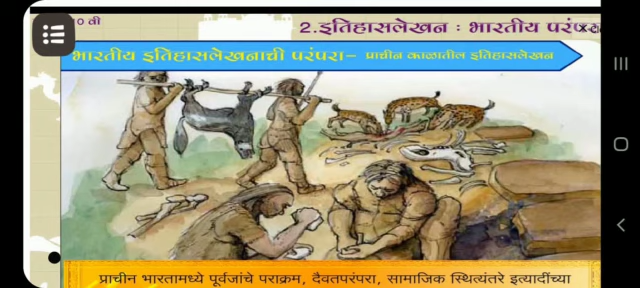 १० वी
2.इतिहासलेखन : भारतीय
भारतीय इतिहासलेखनाची परंपरा- प्राचीन काळातील इतिहासलेखन
प्राचीन भारतामध्ये पूर्वजांचे पराक्रम, दैवतपरंपरा, सामाजिक स्थित्यंतरे इत्यादींच्या